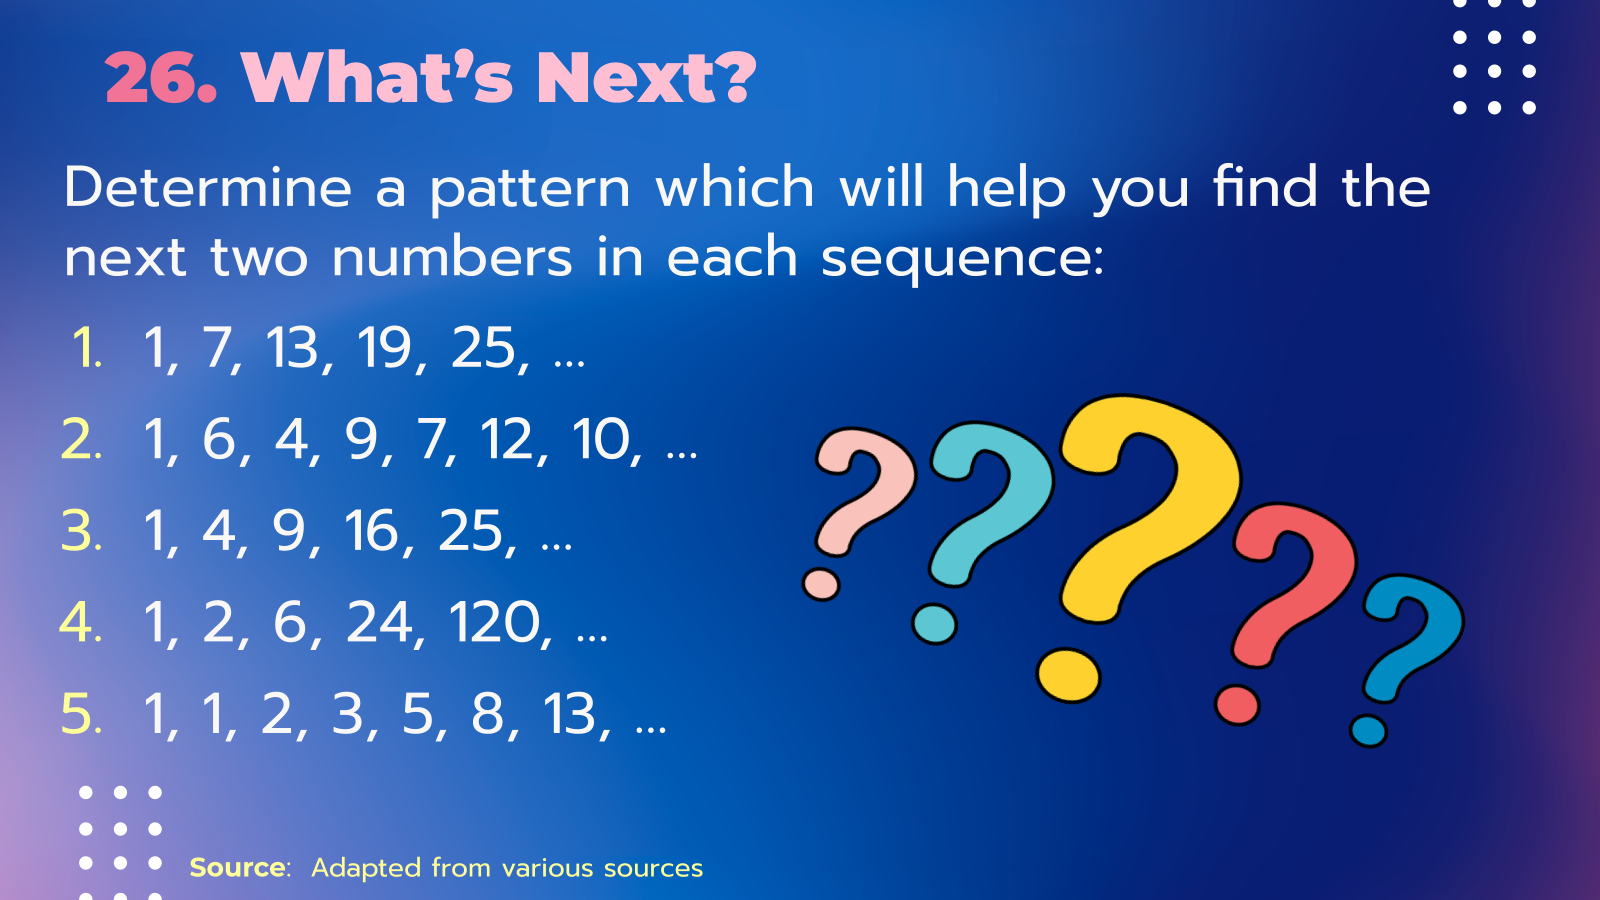 26. What's Next?
Determine a pattern which will help you find the
next two numbers in each sequence:
1. 1, 7, 13, 19, 25, ...
2. 1, 6, 4, 9, 7, 12, 10, ...
3. 1, 4, 9, 16, 25, ...
4. 1, 2, 6, 24, 120, ...
5. 1, 1, 2, 3, 5, 8, 13, ...
Source: Adapted from various sources